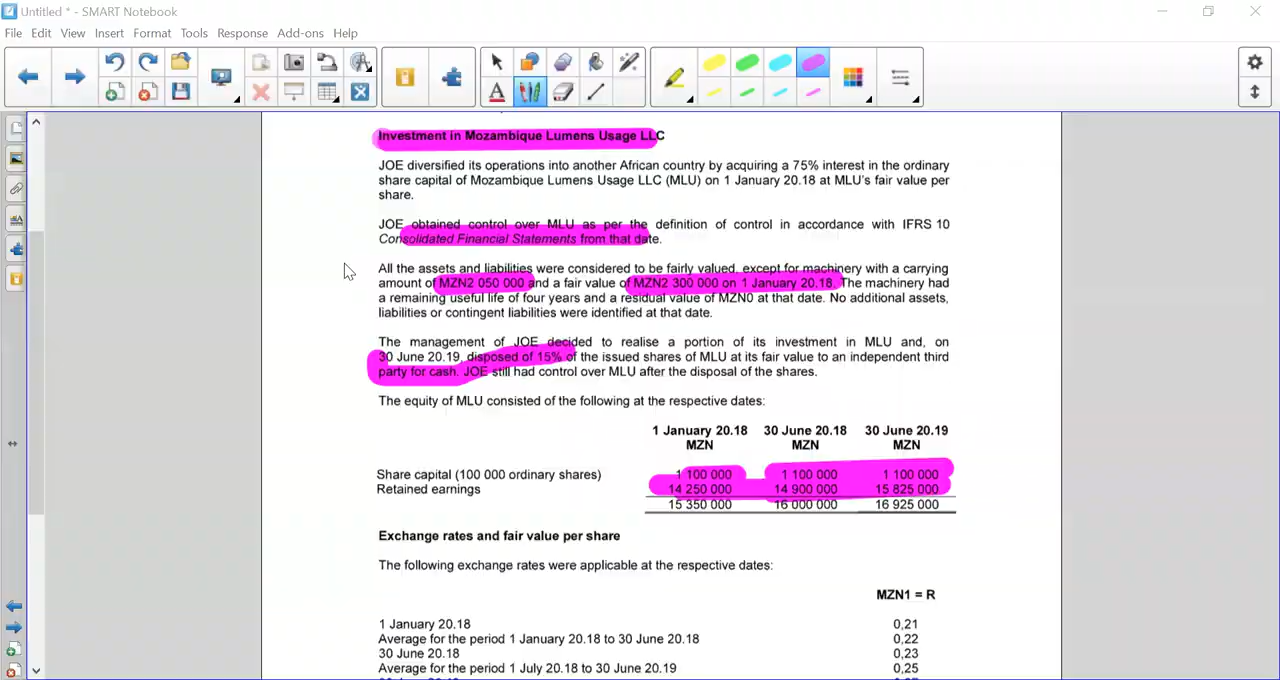 Untitled * - SMART Notebook
File Edit View Insert Format Tools Response Add-ons Help
Investment in Mozambique Lumens Usage LLC
JOE diversified its operations into another African country by acquiring a 75% interest in the ordinary
share capital of Mozambique Lumens Usage LLC (MLU) on 1 January 20.18 at MLU's fair value per
share.
JOE obtained control over MLU as per the definition of control in accordance with IFRS 10
Consolidated Financial Statements from that date.
All the assets and liabilities were considered to be fairly valued, except for machinery with a carrying
amount of MZN2 050 000 and a fair value of MZN2 300 000 on 1 January 20.18. The machinery had
a remaining useful life of four years and a residual value of MZN0 at that date. No additional assets,
liabilities or contingent liabilities were identified at that date.
The management of JOE decided to realise a portion of its investment in MLU and, on
30 June 20.19, disposed of 15% of the issued shares of MLU at its fair value to an independent third
party for cash. JOE still had control over MLU after the disposal of the shares.
The equity of MLU consisted of the following at the respective dates:
1 January 20.18 30 June 20.18 30 June 20.19
MZN MZN MZN
Share capital (100 000 ordinary shares) 1 100 000 1 100 000 1 100 000
Retained earnings 14 250 000 14 900 000 15 825 000
15 350 000 16 000 000 16 925 000
Exchange rates and fair value per share
The following exchange rates were applicable at the respective dates:
MZN1 = R
1 January 20.18 0,21
Average for the period 1 January 20.18 to 30 June 20.18 0,22
30 June 20.18 0,23
Average for the period 1 July 20.18 to 30 June 20.19 0,25